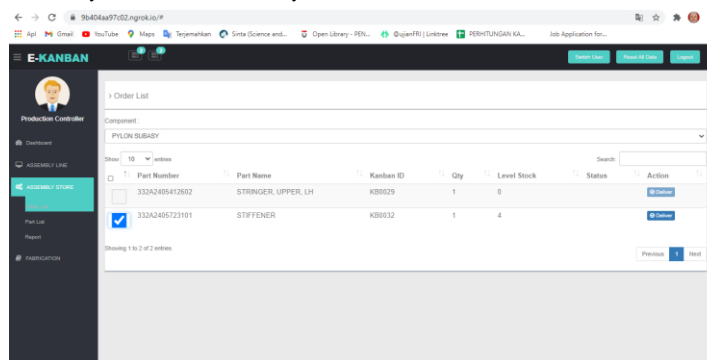 9b404aa97c02.ngrok.io/#
Apl Gmail YouTube Maps Terjemahkan Sinta (Science and... Open Library - PEN... @ujianFRI | Linktree PERHITUNGAN KA... Job Application for...
E-KANBAN
Switch User Reset All Data Logout
Production Controller
Dashboard
ASSEMBLY LINE
ASSEMBLY STORE
Part List
Report
FABRICATION
› Order List
Component :
PYLON SUBASY
Show 10 entries Search:
Part Number Part Name Kanban ID Qty Level Stock Status Action
332A2405412602 STRINGER, UPPER, LH KB0029 1 0 Deliver
332A2405723101 STIFFENER KB0032 1 4 Deliver
Showing 1 to 2 of 2 entries
Previous 1 Next